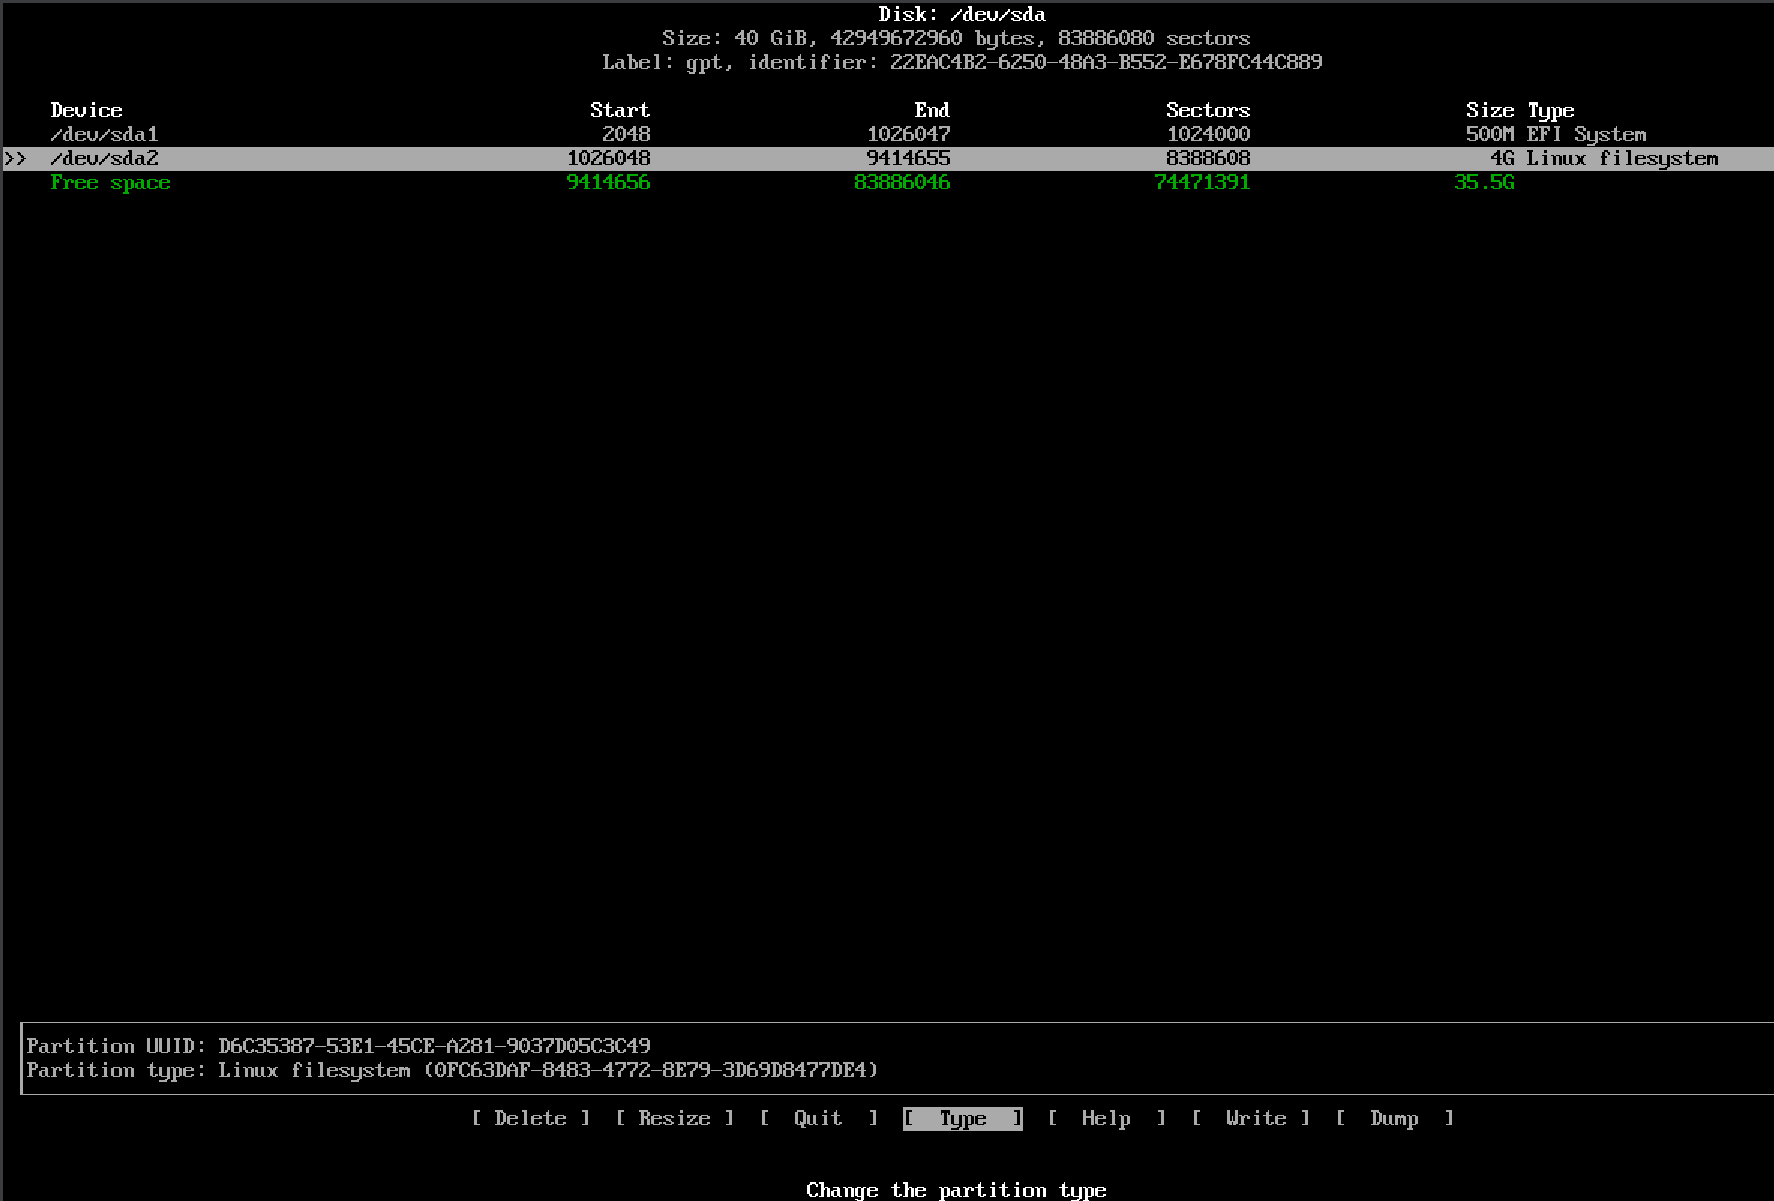 Disk: /dev/sda
Size: 40 GiB, 42949672960 bytes, 83886080 sectors
Label: gpt, identifier: 22EAC4B2-6250-48A3-B552-E678FC44C889
Device Start End Sectors Size Type
/dev/sda1 2048 1026047 1024000 500M EFI System
>> /dev/sda2 1026048 9414655 8388608 4G Linux filesystem
Free space 9414656 83886046 74471391 35.5G
Partition UUID: D6C35387-53E1-45CE-A281-9037D05C3C49
Partition type: Linux filesystem (0FC63DAF-8483-4772-8E79-3D69D8477DE4)
[ Delete ] [ Resize ] [ Quit ] [ Type ] [ Help ] [ Write ] [ Dump ]
Change the partition type